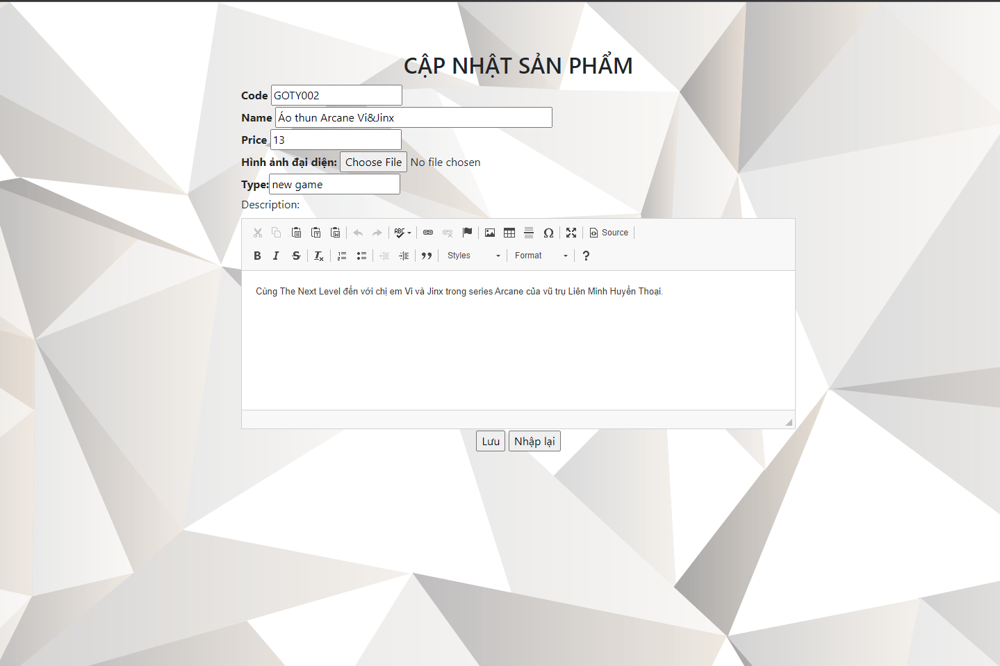 CẬP NHẬT SẢN PHẨM
Code GOTY002
Name Áo thun Arcane Vi&Jinx
Price 13
Hình ảnh đại diện: Choose File No file chosen
Type: new game
Description:
ABC Source
B I S Styles Format ?
Cùng The Next Level đến với chị em Vi và Jinx trong series Arcane của vũ trụ Liên Minh Huyền Thoại.
Lưu Nhập lại